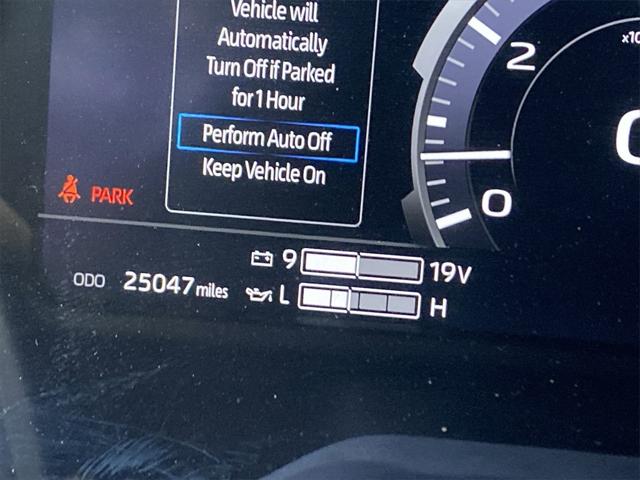 Vehicle will
Automatically
Turn Off if Parked
for 1 Hour
Perform Auto Off
Keep Vehicle On
PARK
9 19V
ODO 25047 miles L H
2
0
x10